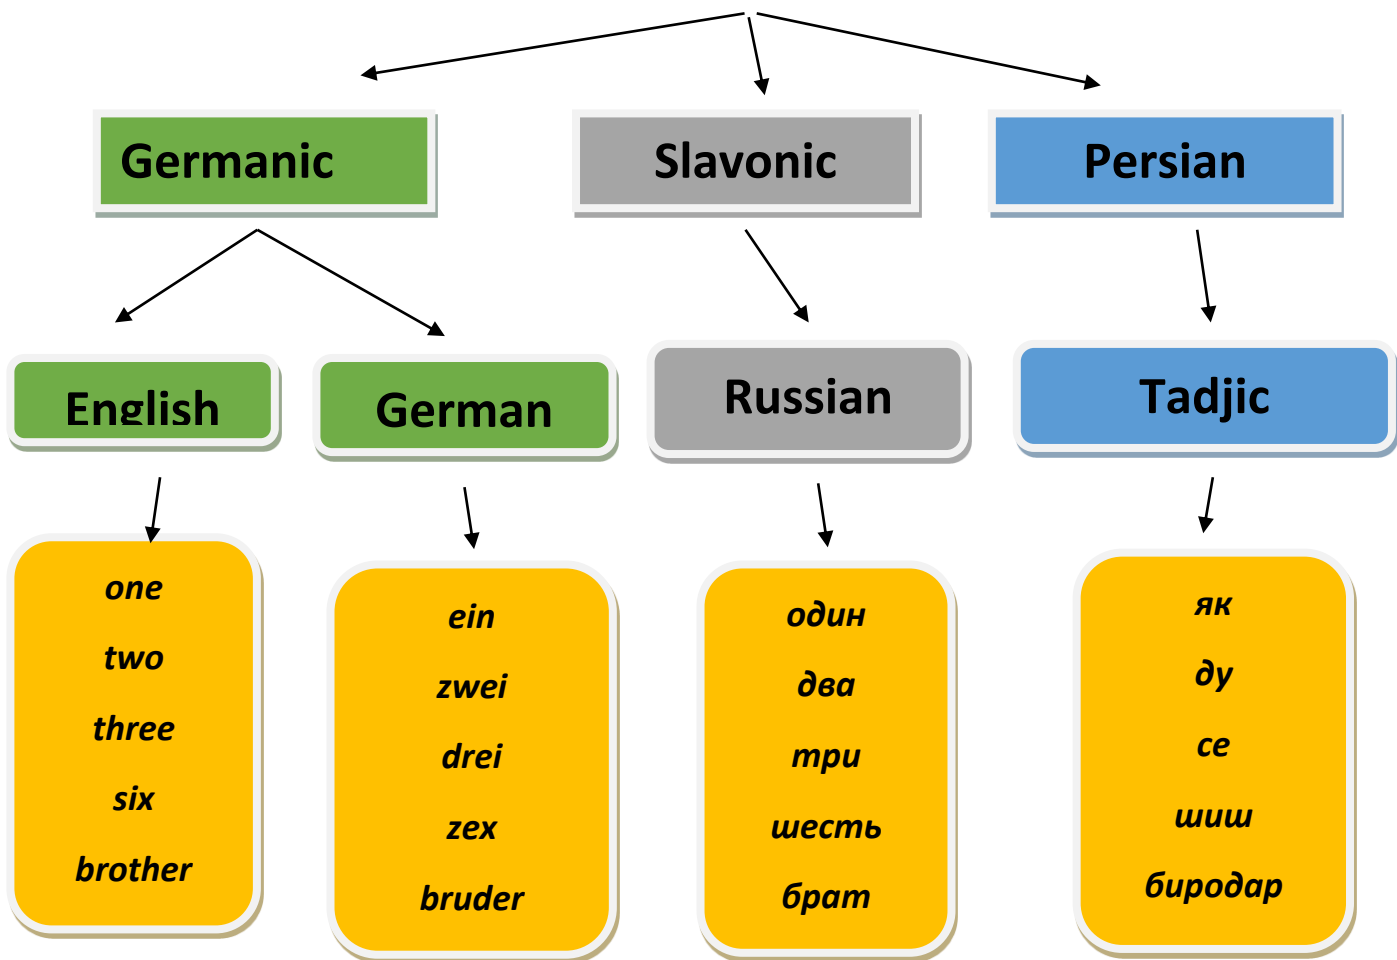 Germanic
Slavonic
Persian
English
German
Russian
Tadjic
one
two
three
six
brother
ein
zwei
drei
zex
bruder
один
два
три
шесть
брат
як
ду
се
шиш
биродар